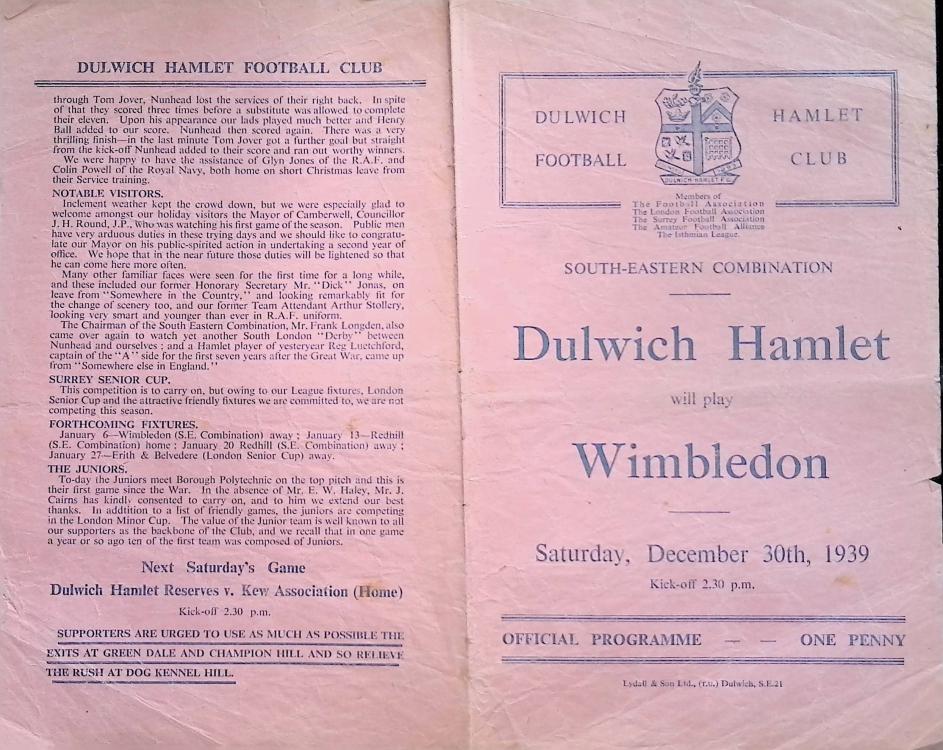 DULWICH HAMLET FOOTBALL CLUB
through Tom Jover, Nunhead lost the services of their right back. In spite
of that they scored three times before a substitute was allowed to complete
their eleven. Upon his appearance our lads played much better and Henry
Ball added to our score. Nunhead then scored again. There was a very
thrilling finish—in the last minute Tom Jover got a further goal but straight
from the kick-off Nunhead added to their score and ran out worthy winners.
We were happy to have the assistance of Glyn Jones of the R.A.F. and
Colin Powell of the Royal Navy, both home on short Christmas leave from
their Service training.
NOTABLE VISITORS.
Inclement weather kept the crowd down, but we were especially glad to
welcome amongst our holiday visitors the Mayor of Camberwell, Councillor
J. H. Round, J.P., who was watching his first game of the season. Public men
have very arduous duties in these trying days and we should like to congratu-
late our Mayor on his public-spirited action in undertaking a second year of
office. We hope that in the near future those duties will be lightened so that
he can come here more often.
Many other familiar faces were seen for the first time for a long while,
and these included our former Honorary Secretary Mr. "Dick" Jonas, on
leave from "Somewhere in the Country," and looking remarkably fit for
the change of scenery too, and our former Team Attendant Arthur Stollery,
looking very smart and younger than ever in R.A.F. uniform.
The Chairman of the South Eastern Combination, Mr. Frank Longden, also
came over again to watch yet another South London "Derby" between
Nunhead and ourselves ; and a Hamlet player of yesteryear Reg Luetchford,
captain of the "A" side for the first seven years after the Great War, came up
from "Somewhere else in England."
SURREY SENIOR CUP.
This competition is to carry on, but owing to our League fixtures, London
Senior Cup and the attractive friendly fixtures we are committed to, we are not
competing this season.
FORTHCOMING FIXTURES.
January 6—Wimbledon (S.E. Combination) away ; January 13—Redhill
(S.E. Combination) home ; January 20 Redhill (S.E. Combination) away ;
January 27—Erith & Belvedere (London Senior Cup) away.
THE JUNIORS.
To-day the Juniors meet Borough Polytechnic on the top pitch and this is
their first game since the War. In the absence of Mr. E. W. Haley, Mr. J.
Cairns has kindly consented to carry on, and to him we extend our best
thanks. In addtition to a list of friendly games, the juniors are competing
in the London Minor Cup. The value of the Junior team is well known to all
our supporters as the backbone of the Club, and we recall that in one game
a year or so ago ten of the first team was composed of Juniors.
Next Saturday's Game
Dulwich Hamlet Reserves v. Kew Association (Home)
Kick-off 2.30 p.m.
SUPPORTERS ARE URGED TO USE AS MUCH AS POSSIBLE THE
EXITS AT GREEN DALE AND CHAMPION HILL AND SO RELIEVE
THE RUSH AT DOG KENNEL HILL.
DULWICH HAMLET
FOOTBALL CLUB
DULWICH HAMLET F.C.
Members of
The Football Association
The London Football Association
The Surrey Football Association
The Amateur Football Alliance
The Isthmian League.
SOUTH-EASTERN COMBINATION
Dulwich Hamlet
will play
Wimbledon
Saturday, December 30th, 1939
Kick-off 2.30 p.m.
OFFICIAL PROGRAMME — — ONE PENNY
Lydall & Son Ltd., (T.U.) Dulwich, S.E.21